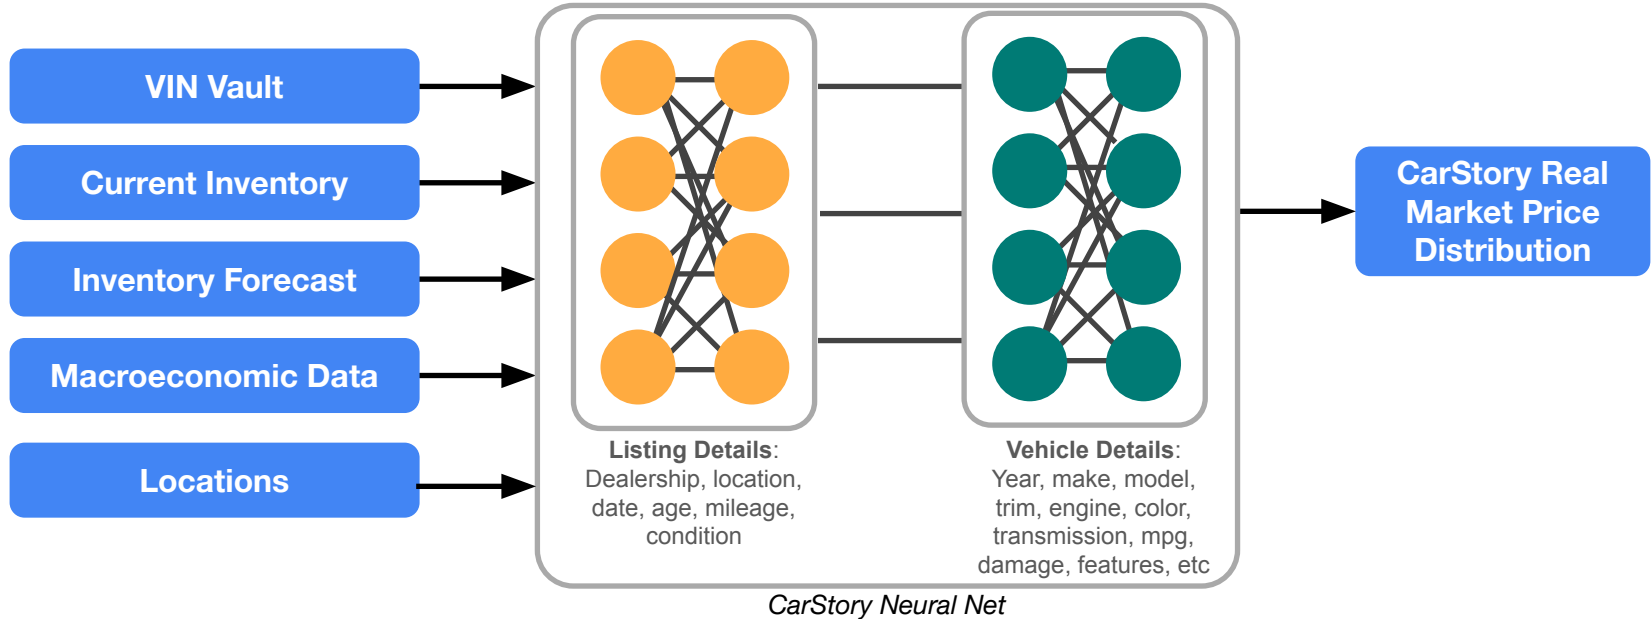 VIN Vault
Current Inventory
Inventory Forecast
Macroeconomic Data
Locations
Listing Details:
Dealership, location,
date, age, mileage,
condition
Vehicle Details:
Year, make, model,
trim, engine, color,
transmission, mpg,
damage, features, etc
CarStory Neural Net
CarStory Real
Market Price
Distribution